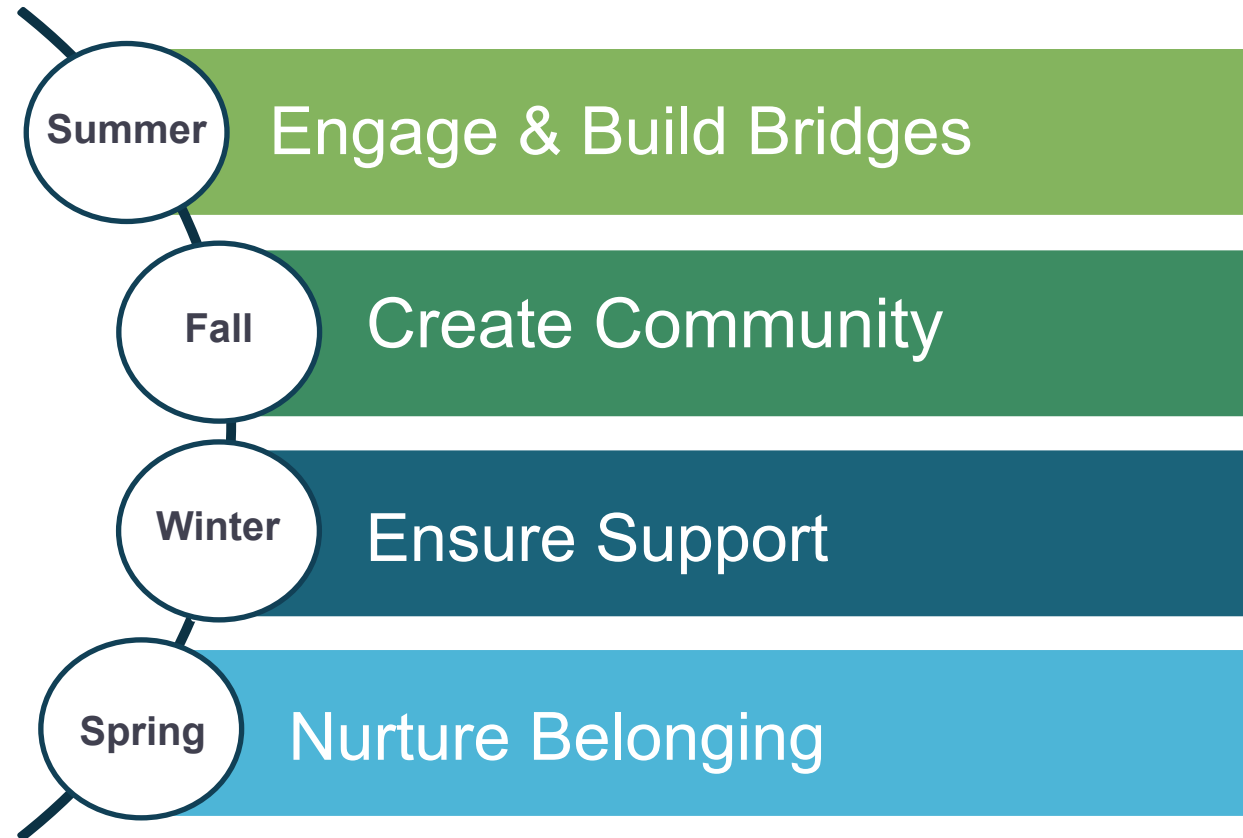 Summer
Engage & Build Bridges
Fall
Create Community
Winter
Ensure Support
Spring
Nurture Belonging